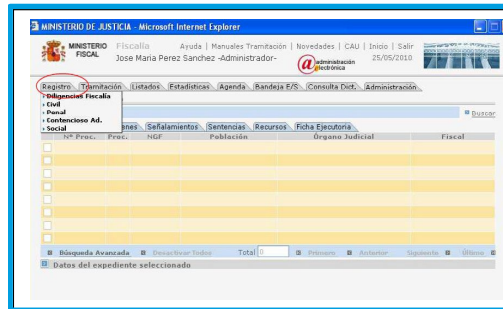 MINISTERIO DE JUSTICIA - Microsoft Internet Explorer
MINISTERIO FISCAL
Fiscalía Ayuda | Manuales Tramitación | Novedades | CAU | Inicio | Salir
Jose Maria Perez Sanchez -Administrador-
administración electrónica
25/05/2010
Registro Tramitación Listados Estadísticas Agenda Bandeja E/S Consulta Dict. Administración
Diligencias Fiscalía
Civil
Penal
Contencioso Ad.
Social
Buscar
nes Señalamientos Sentencias Recursos Ficha Ejecutoria
Nº Proc. Proc. NGF Población Órgano Judicial Fiscal
Búsqueda Avanzada Desactivar Todos Total 0 Primero Anterior Siguiente Último
Datos del expediente seleccionado